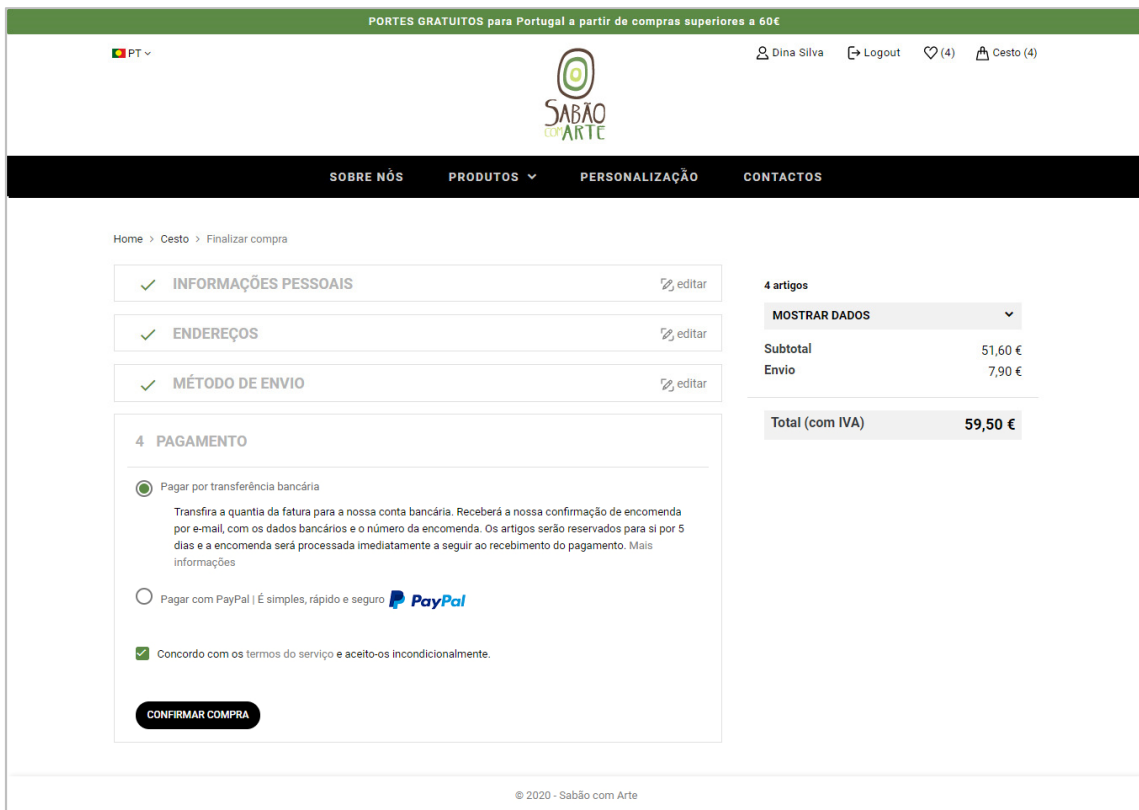 PORTES GRATUITOS para Portugal a partir de compras superiores a 60€
PT
Dina Silva
Logout
(4)
Cesto (4)
SABÃO
COM ARTE
SOBRE NÓS
PRODUTOS
PERSONALIZAÇÃO
CONTACTOS
Home > Cesto > Finalizar compra
INFORMAÇÕES PESSOAIS
editar
ENDEREÇOS
editar
MÉTODO DE ENVIO
editar
4 PAGAMENTO
Pagar por transferência bancária
Transfira a quantia da fatura para a nossa conta bancária. Receberá a nossa confirmação de encomenda
por e-mail, com os dados bancários e o número da encomenda. Os artigos serão reservados para si por 5
dias e a encomenda será processada imediatamente a seguir ao recebimento do pagamento. Mais
informações
Pagar com PayPal | É simples, rápido e seguro PayPal
Concordo com os termos do serviço e aceito-os incondicionalmente.
CONFIRMAR COMPRA
4 artigos
MOSTRAR DADOS
Subtotal 51,60 €
Envio 7,90 €
Total (com IVA) 59,50 €
© 2020 - Sabão com Arte